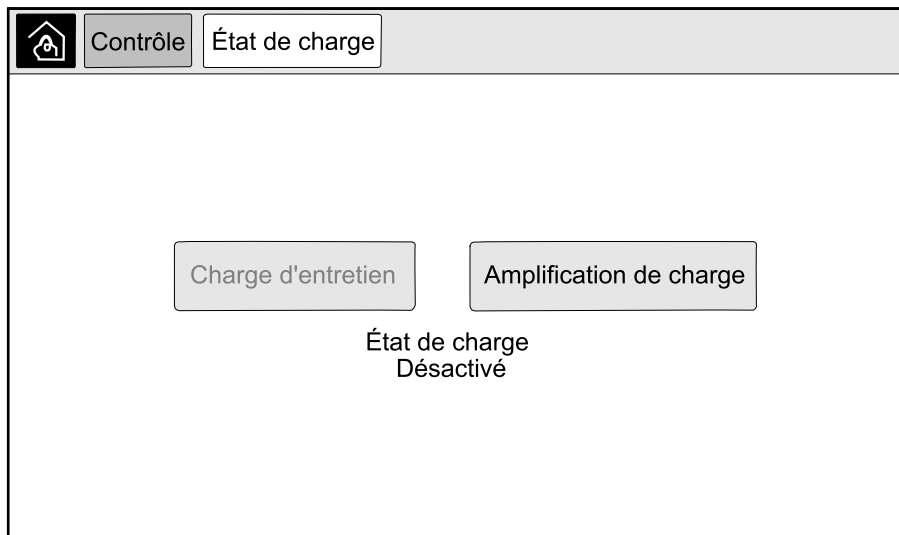 Contrôle
État de charge
Charge d'entretien
Amplification de charge
État de charge
Désactivé